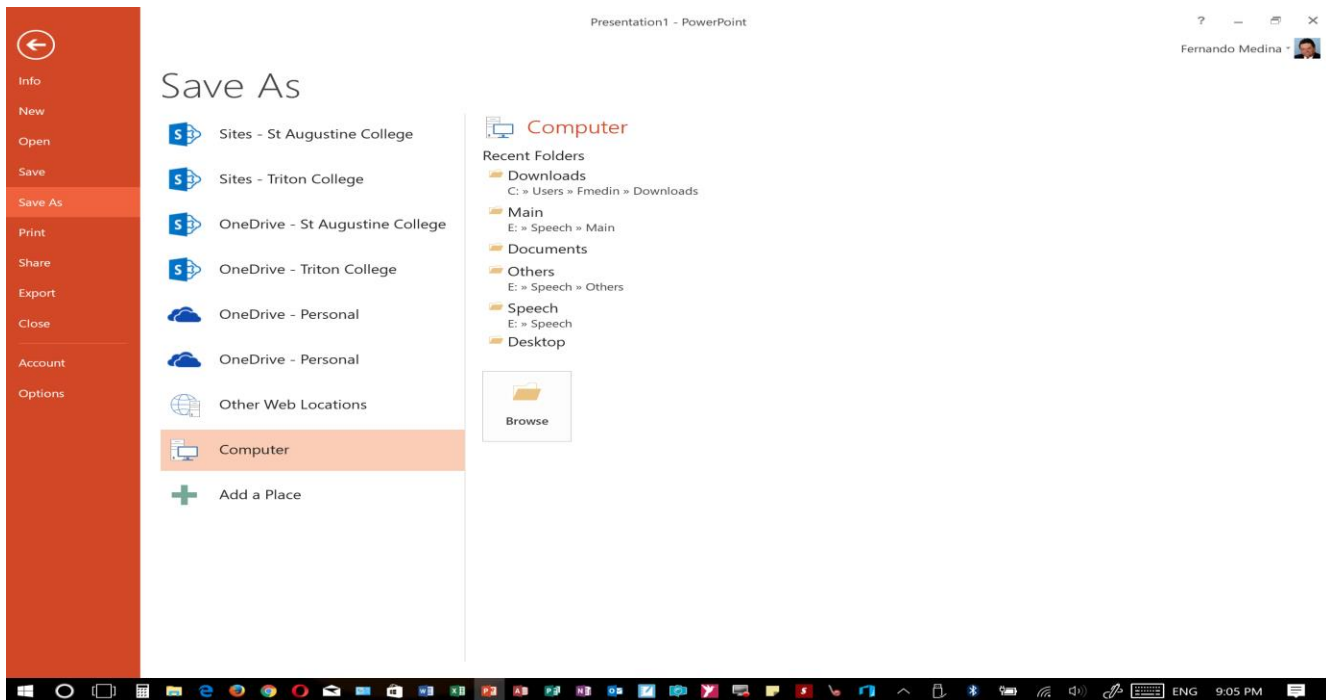 Presentation1 - PowerPoint
?
Fernando Medina
Info
New
Open
Save
Save As
Print
Share
Export
Close
Account
Options
Save As
Sites - St Augustine College
Sites - Triton College
OneDrive - St Augustine College
OneDrive - Triton College
OneDrive - Personal
OneDrive - Personal
Other Web Locations
Computer
Add a Place
Computer
Recent Folders
Downloads
C: » Users » Fmedin » Downloads
Main
E: » Speech » Main
Documents
Others
E: » Speech » Others
Speech
E: » Speech
Desktop
Browse
ENG 9:05 PM